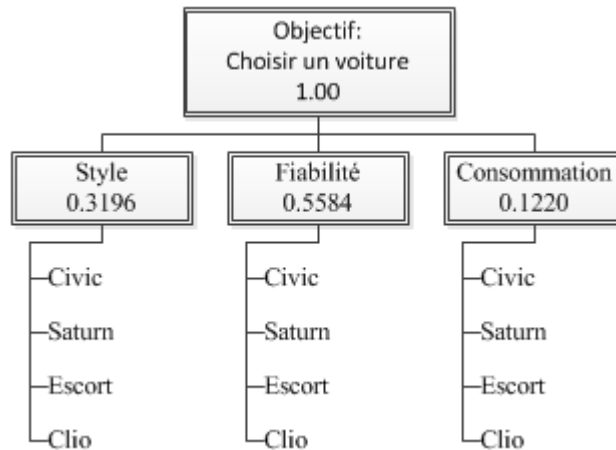 Objectif:
Choisir un voiture
1.00
Style
0.3196
Fiabilité
0.5584
Consommation
0.1220
Civic
Saturn
Escort
Clio
Civic
Saturn
Escort
Clio
Civic
Saturn
Escort
Clio